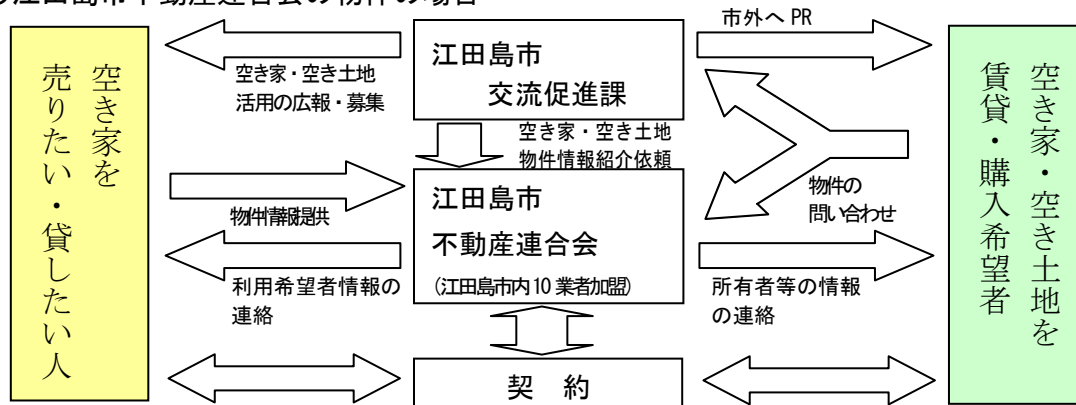 江田島市不動産連合会の物件の場合
市外へPR
江田島市
交流促進課
空き家・空き土地
活用の広報・募集
空き家を
売りたい・貸したい人
空き家・空き土地を
賃貸・購入希望者
空き家・空き土地
物件情報紹介依頼
江田島市
不動産連合会
(江田島市内10業者加盟)
物件情報提供
物件の
問い合わせ
利用希望者情報の
連絡
所有者等の情報
の連絡
契 約